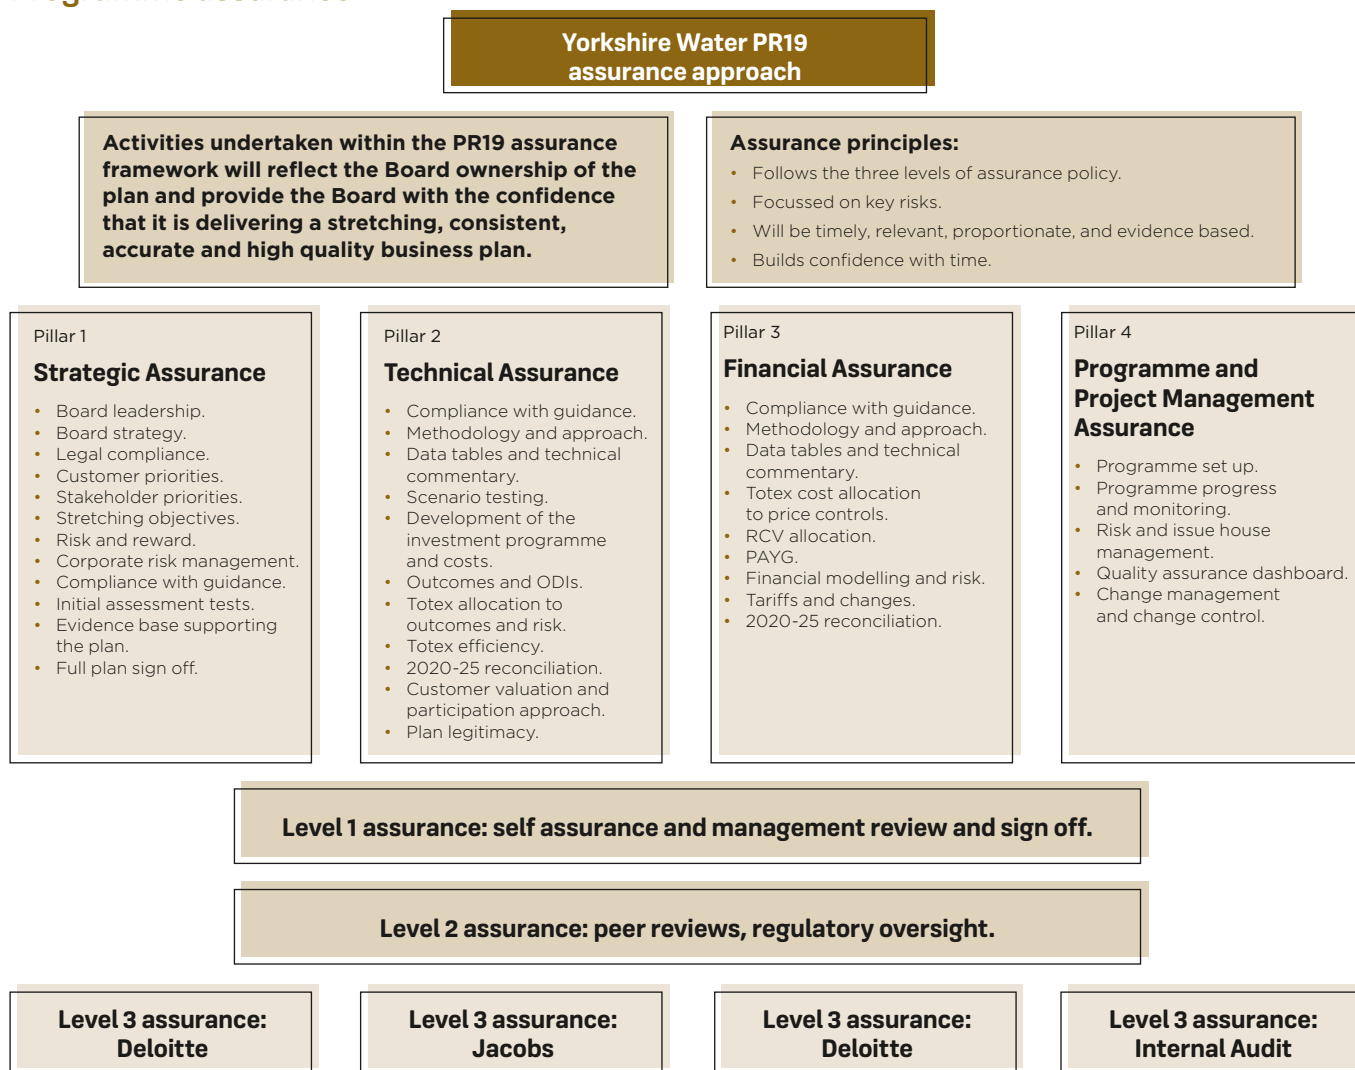 Yorkshire Water PR19
assurance approach
Activities undertaken within the PR19 assurance
framework will reflect the Board ownership of the
plan and provide the Board with the confidence
that it is delivering a stretching, consistent,
accurate and high quality business plan.
Assurance principles:
• Follows the three levels of assurance policy.
• Focussed on key risks.
• Will be timely, relevant, proportionate, and evidence based.
• Builds confidence with time.
Pillar 1
Strategic Assurance
• Board leadership.
• Board strategy.
• Legal compliance.
• Customer priorities.
• Stakeholder priorities.
• Stretching objectives.
• Risk and reward.
• Corporate risk management.
• Compliance with guidance.
• Initial assessment tests.
• Evidence base supporting
the plan.
• Full plan sign off.
Pillar 2
Technical Assurance
• Compliance with guidance.
• Methodology and approach.
• Data tables and technical
commentary.
• Scenario testing.
• Development of the
investment programme
and costs.
• Outcomes and ODIs.
• Totex allocation to
outcomes and risk.
• Totex efficiency.
• 2020-25 reconciliation.
• Customer valuation and
participation approach.
• Plan legitimacy.
Pillar 3
Financial Assurance
• Compliance with guidance.
• Methodology and approach.
• Data tables and technical
commentary.
• Totex cost allocation
to price controls.
• RCV allocation.
• PAYG.
• Financial modelling and risk.
• Tariffs and changes.
• 2020-25 reconciliation.
Pillar 4
Programme and
Project Management
Assurance
• Programme set up.
• Programme progress
and monitoring.
• Risk and issue house
management.
• Quality assurance dashboard.
• Change management
and change control.
Level 1 assurance: self assurance and management review and sign off.
Level 2 assurance: peer reviews, regulatory oversight.
Level 3 assurance:
Deloitte
Level 3 assurance:
Jacobs
Level 3 assurance:
Deloitte
Level 3 assurance:
Internal Audit